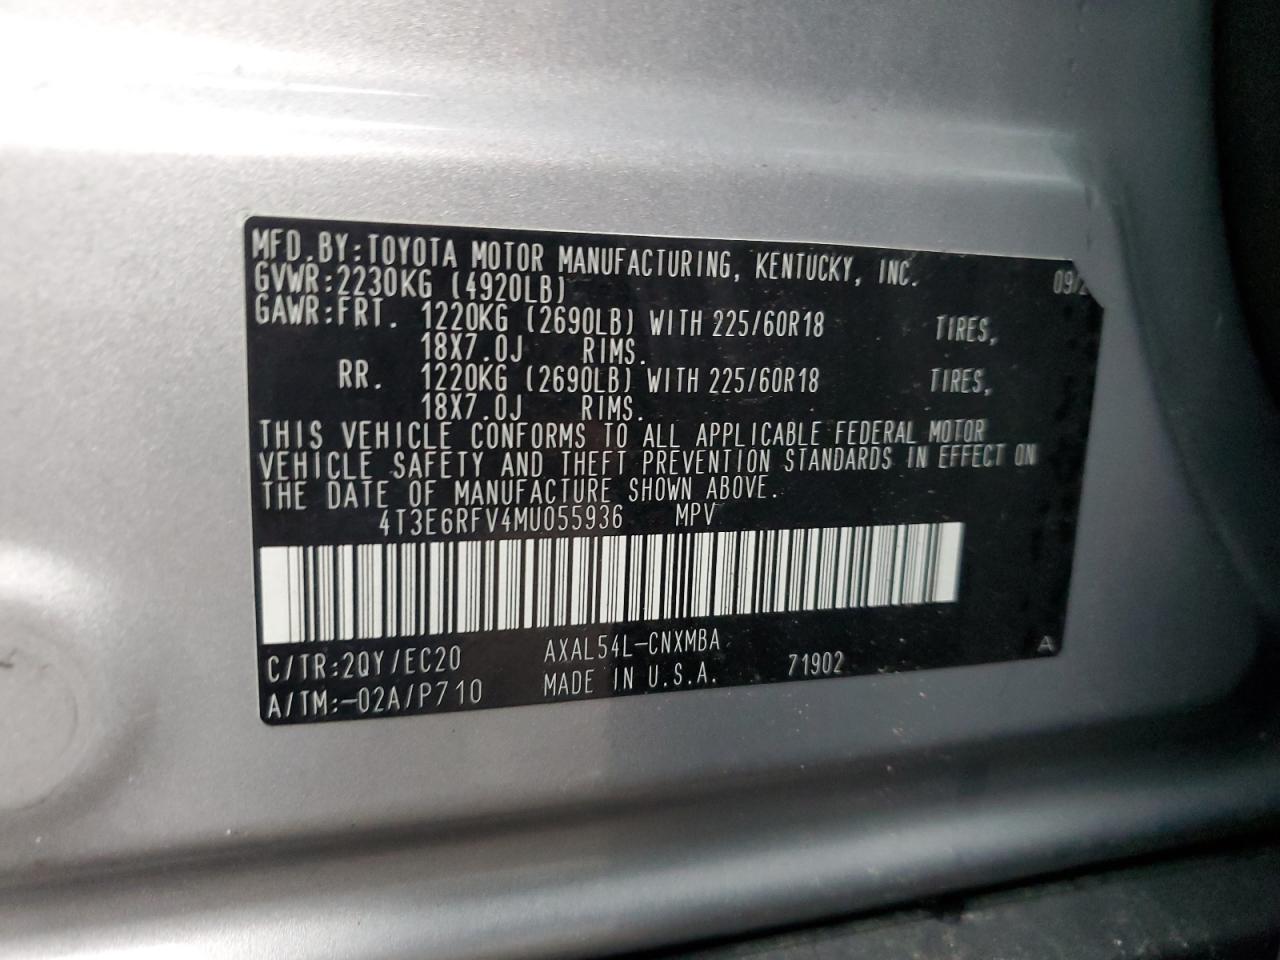 MFD.BY:TOYOTA MOTOR MANUFACTURING, KENTUCKY, INC.
GVWR:2230KG (4920LB) 09/2
GAWR:FRT. 1220KG (2690LB) WITH 225/60R18 TIRES,
18X7.0J RIMS.
RR. 1220KG (2690LB) WITH 225/60R18 TIRES,
18X7.0J RIMS.
THIS VEHICLE CONFORMS TO ALL APPLICABLE FEDERAL MOTOR
VEHICLE SAFETY AND THEFT PREVENTION STANDARDS IN EFFECT ON
THE DATE OF MANUFACTURE SHOWN ABOVE.
4T3E6RFV4MU055936 MPV
C/TR:2QY/EC20 AXAL54L-CNXMBA A
A/TM:-02A/P710 MADE IN U.S.A. 71902